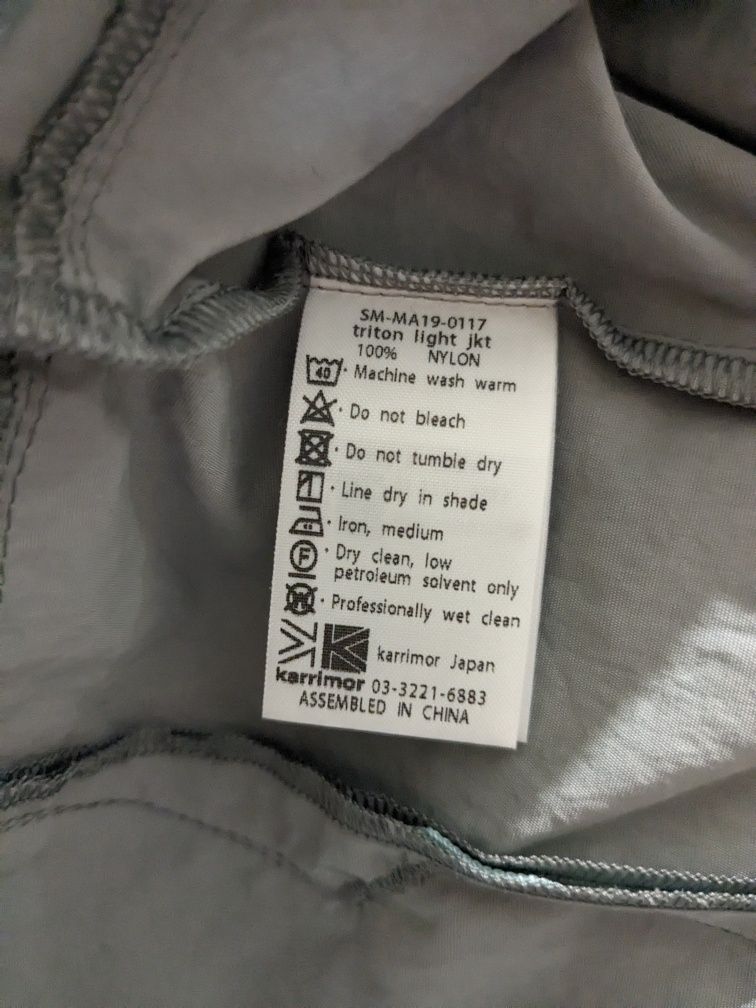 SM-MA19-0117
triton light jkt
100% NYLON
40 · Machine wash warm
· Do not bleach
· Do not tumble dry
· Line dry in shade
· Iron, medium
F · Dry clean, low
petroleum solvent only
· Professionally wet clean
karrimor Japan
karrimor 03-3221-6883
ASSEMBLED IN CHINA